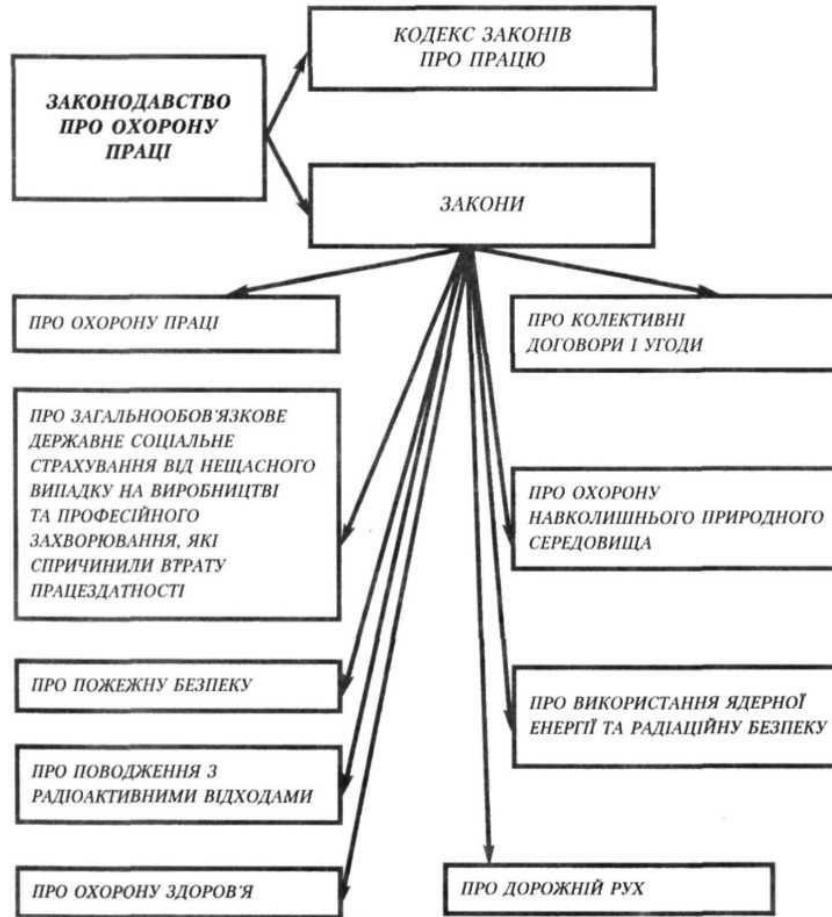 КОДЕКС ЗАКОНІВ
ПРО ПРАЦЮ
ЗАКОНОДАВСТВО
ПРО ОХОРОНУ
ПРАЦІ
ЗАКОНИ
ПРО ОХОРОНУ ПРАЦІ
ПРО ЗАГАЛЬНООБОВ'ЯЗКОВЕ
ДЕРЖАВНЕ СОЦІАЛЬНЕ
СТРАХУВАННЯ ВІД НЕЩАСНОГО
ВИПАДКУ НА ВИРОБНИЦТВІ
ТА ПРОФЕСІЙНОГО
ЗАХВОРЮВАННЯ, ЯКІ
СПРИЧИНИЛИ ВТРАТУ
ПРАЦЕЗДАТНОСТІ
ПРО ПОЖЕЖНУ БЕЗПЕКУ
ПРО ПОВОДЖЕННЯ З
РАДІОАКТИВНИМИ ВІДХОДАМИ
ПРО ОХОРОНУ ЗДОРОВ'Я
ПРО КОЛЕКТИВНІ
ДОГОВОРИ І УГОДИ
ПРО ОХОРОНУ
НАВКОЛИШНЬОГО ПРИРОДНОГО
СЕРЕДОВИЩА
ПРО ВИКОРИСТАННЯ ЯДЕРНОЇ
ЕНЕРГІЇ ТА РАДІАЦІЙНУ БЕЗПЕКУ
ПРО ДОРОЖНІЙ РУХ